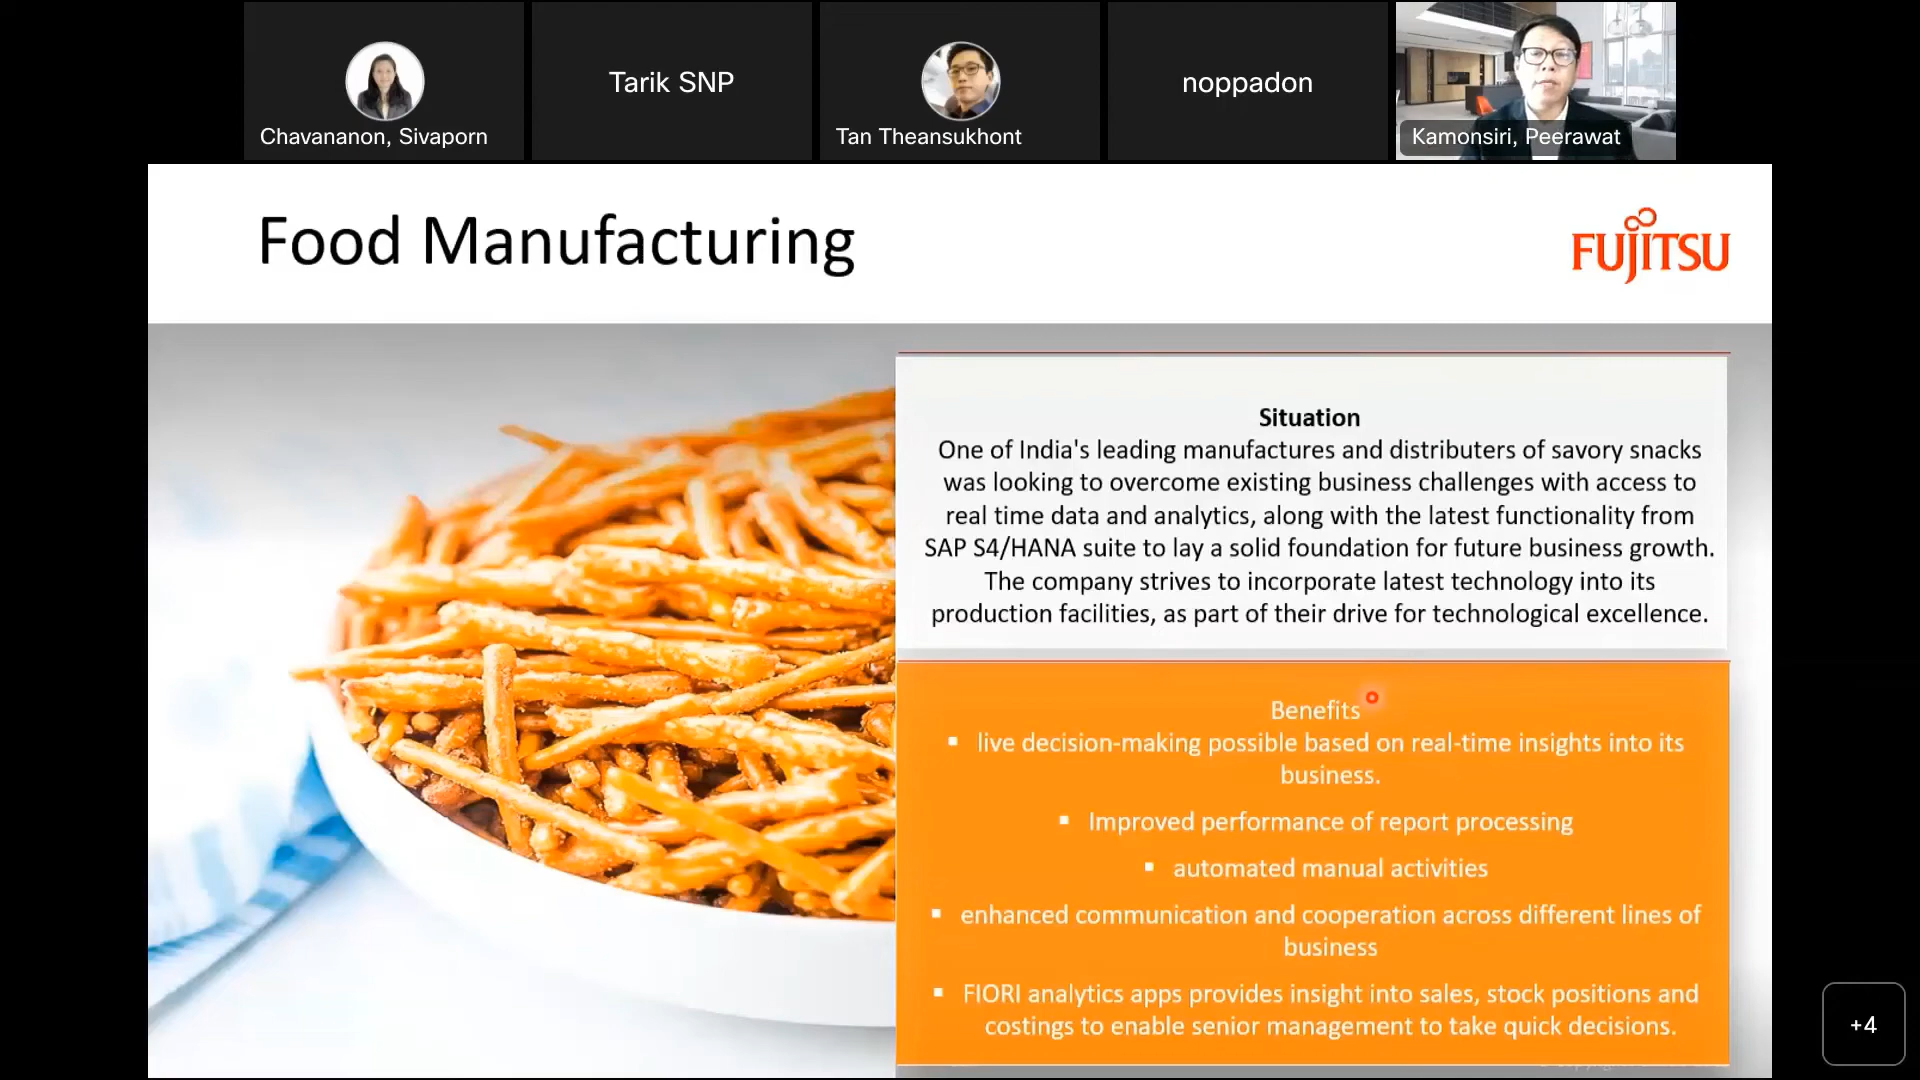 Chavananon, Sivaporn
Tarik SNP
Tan Theansukhont
noppadon
Kamonsiri, Peerawat
Food Manufacturing
FUJITSU
Situation
One of India's leading manufactures and distributers of savory snacks
was looking to overcome existing business challenges with access to
real time data and analytics, along with the latest functionality from
SAP S4/HANA suite to lay a solid foundation for future business growth.
The company strives to incorporate latest technology into its
production facilities, as part of their drive for technological excellence.
Benefits
▪ live decision-making possible based on real-time insights into its
business.
▪ Improved performance of report processing
▪ automated manual activities
▪ enhanced communication and cooperation across different lines of
business
▪ FIORI analytics apps provides insight into sales, stock positions and
costings to enable senior management to take quick decisions.
+4